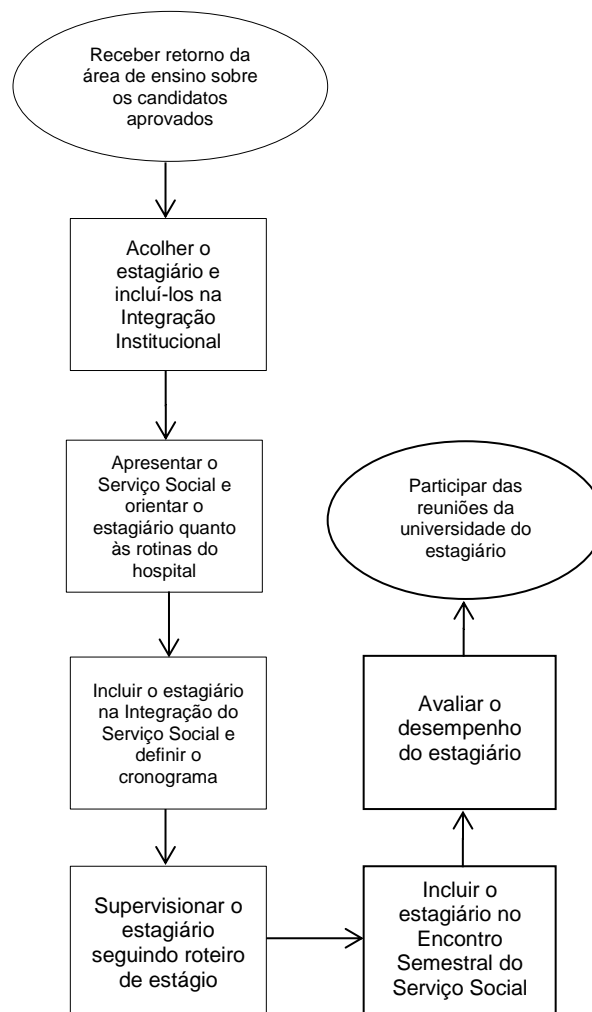 Receber retorno da
área de ensino sobre
os candidatos
aprovados
Acolher o
estagiário e
incluí-los na
Integração
Institucional
Apresentar o
Serviço Social e
orientar o
estagiário quanto
às rotinas do
hospital
Incluir o estagiário
na Integração do
Serviço Social e
definir o
cronograma
Supervisionar o
estagiário
seguindo roteiro
de estágio
Incluir o
estagiário no
Encontro
Semestral do
Serviço Social
Avaliar o
desempenho
do estagiário
Participar das
reuniões da
universidade do
estagiário